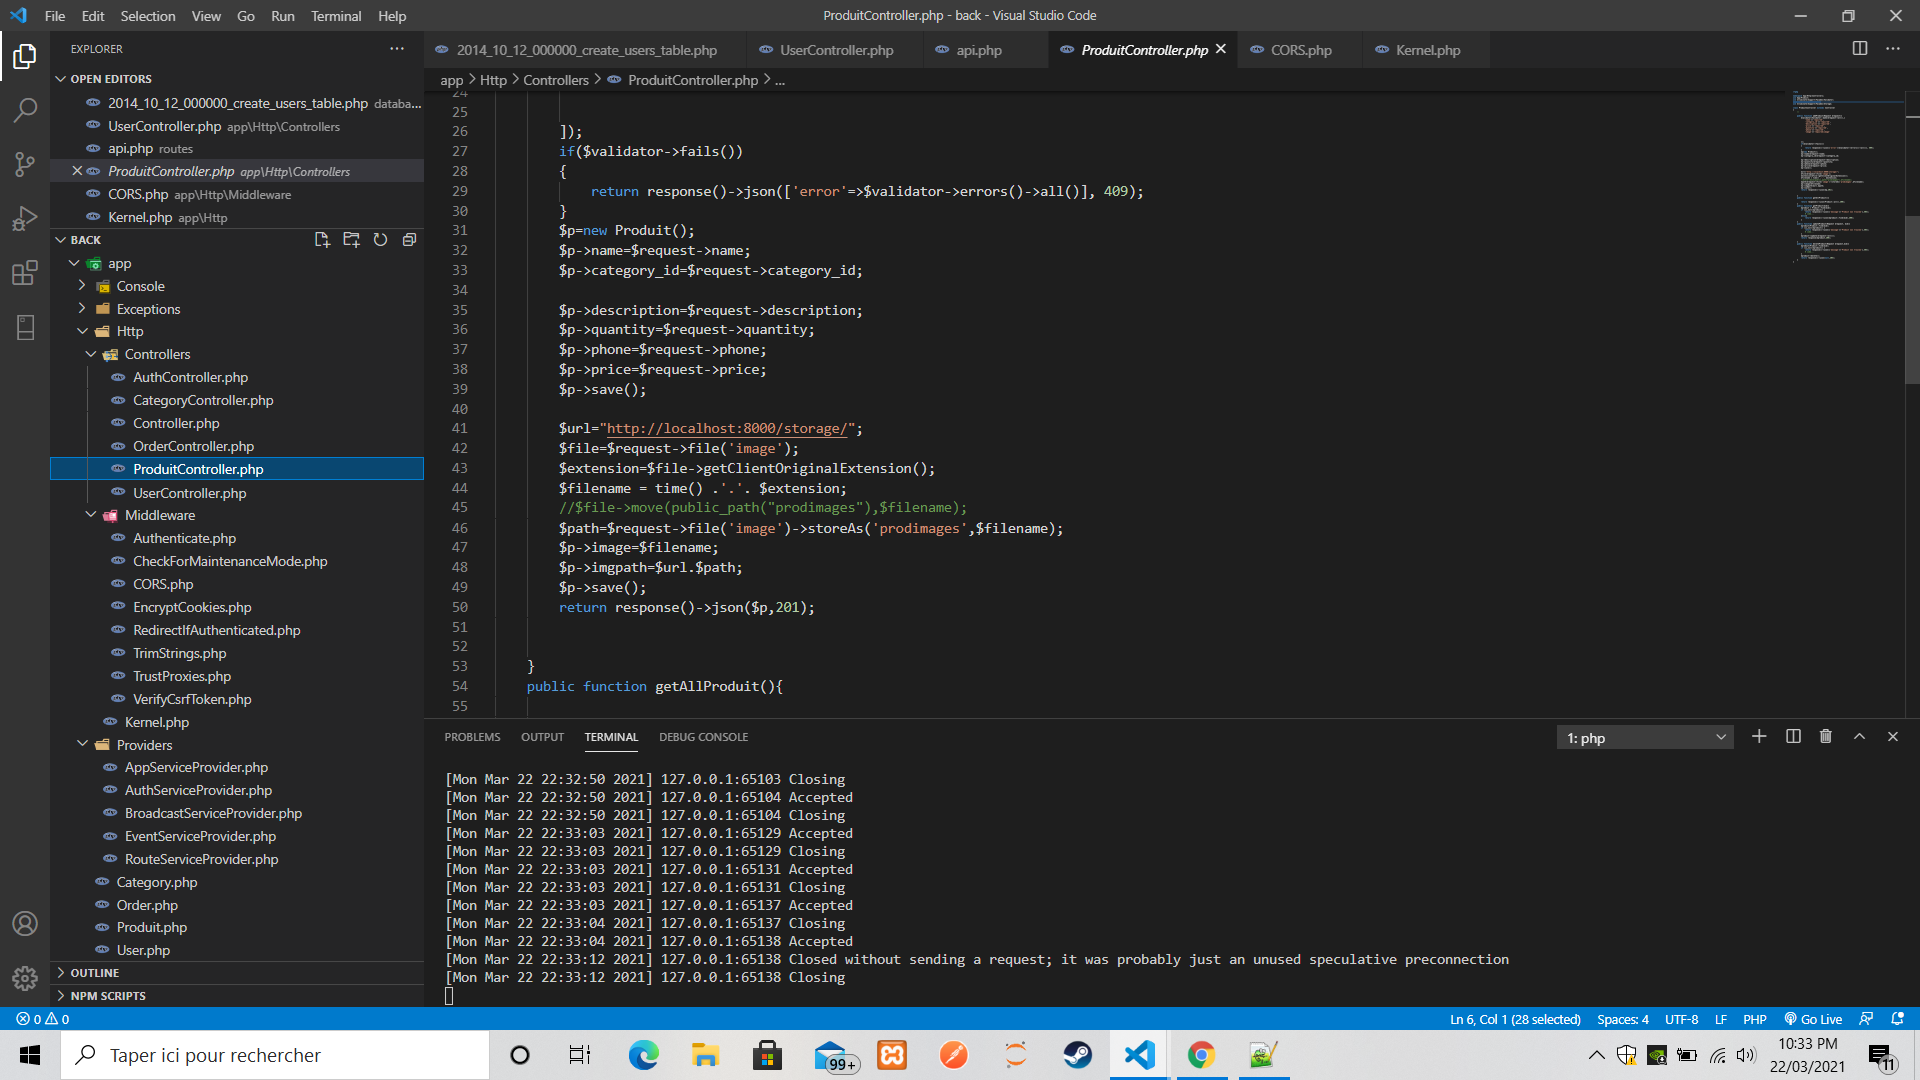 File Edit Selection View Go Run Terminal Help
ProduitController.php - back - Visual Studio Code
EXPLORER
OPEN EDITORS
2014_10_12_000000_create_users_table.php databa...
UserController.php app\Http\Controllers
api.php routes
ProduitController.php app\Http\Controllers
CORS.php app\Http\Middleware
Kernel.php app\Http
BACK
app
Console
Exceptions
Http
Controllers
AuthController.php
CategoryController.php
Controller.php
OrderController.php
ProduitController.php
UserController.php
Middleware
Authenticate.php
CheckForMaintenanceMode.php
CORS.php
EncryptCookies.php
RedirectIfAuthenticated.php
TrimStrings.php
TrustProxies.php
VerifyCsrfToken.php
Kernel.php
Providers
AppServiceProvider.php
AuthServiceProvider.php
BroadcastServiceProvider.php
EventServiceProvider.php
RouteServiceProvider.php
Category.php
Order.php
Produit.php
User.php
OUTLINE
NPM SCRIPTS
2014_10_12_000000_create_users_table.php UserController.php api.php ProduitController.php CORS.php Kernel.php
app > Http > Controllers > ProduitController.php > ...
24
25
26 ]);
27 if($validator->fails())
28 {
29 return response()->json(['error'=>$validator->errors()->all()], 409);
30 }
31 $p=new Produit();
32 $p->name=$request->name;
33 $p->category_id=$request->category_id;
34
35 $p->description=$request->description;
36 $p->quantity=$request->quantity;
37 $p->phone=$request->phone;
38 $p->price=$request->price;
39 $p->save();
40
41 $url="http://localhost:8000/storage/";
42 $file=$request->file('image');
43 $extension=$file->getClientOriginalExtension();
44 $filename = time() .'.'. $extension;
45 //$file->move(public_path("prodimages"),$filename);
46 $path=$request->file('image')->storeAs('prodimages',$filename);
47 $p->image=$filename;
48 $p->imgpath=$url.$path;
49 $p->save();
50 return response()->json($p,201);
51
52
53 }
54 public function getAllProduit(){
55
PROBLEMS OUTPUT TERMINAL DEBUG CONSOLE
1: php
[Mon Mar 22 22:32:50 2021] 127.0.0.1:65103 Closing
[Mon Mar 22 22:32:50 2021] 127.0.0.1:65104 Accepted
[Mon Mar 22 22:32:50 2021] 127.0.0.1:65104 Closing
[Mon Mar 22 22:33:03 2021] 127.0.0.1:65129 Accepted
[Mon Mar 22 22:33:03 2021] 127.0.0.1:65129 Closing
[Mon Mar 22 22:33:03 2021] 127.0.0.1:65131 Accepted
[Mon Mar 22 22:33:03 2021] 127.0.0.1:65131 Closing
[Mon Mar 22 22:33:03 2021] 127.0.0.1:65137 Accepted
[Mon Mar 22 22:33:04 2021] 127.0.0.1:65137 Closing
[Mon Mar 22 22:33:04 2021] 127.0.0.1:65138 Accepted
[Mon Mar 22 22:33:12 2021] 127.0.0.1:65138 Closed without sending a request; it was probably just an unused speculative preconnection
[Mon Mar 22 22:33:12 2021] 127.0.0.1:65138 Closing
0 0
Ln 6, Col 1 (28 selected) Spaces: 4 UTF-8 LF PHP Go Live
Taper ici pour rechercher
99+
10:33 PM
22/03/2021
11